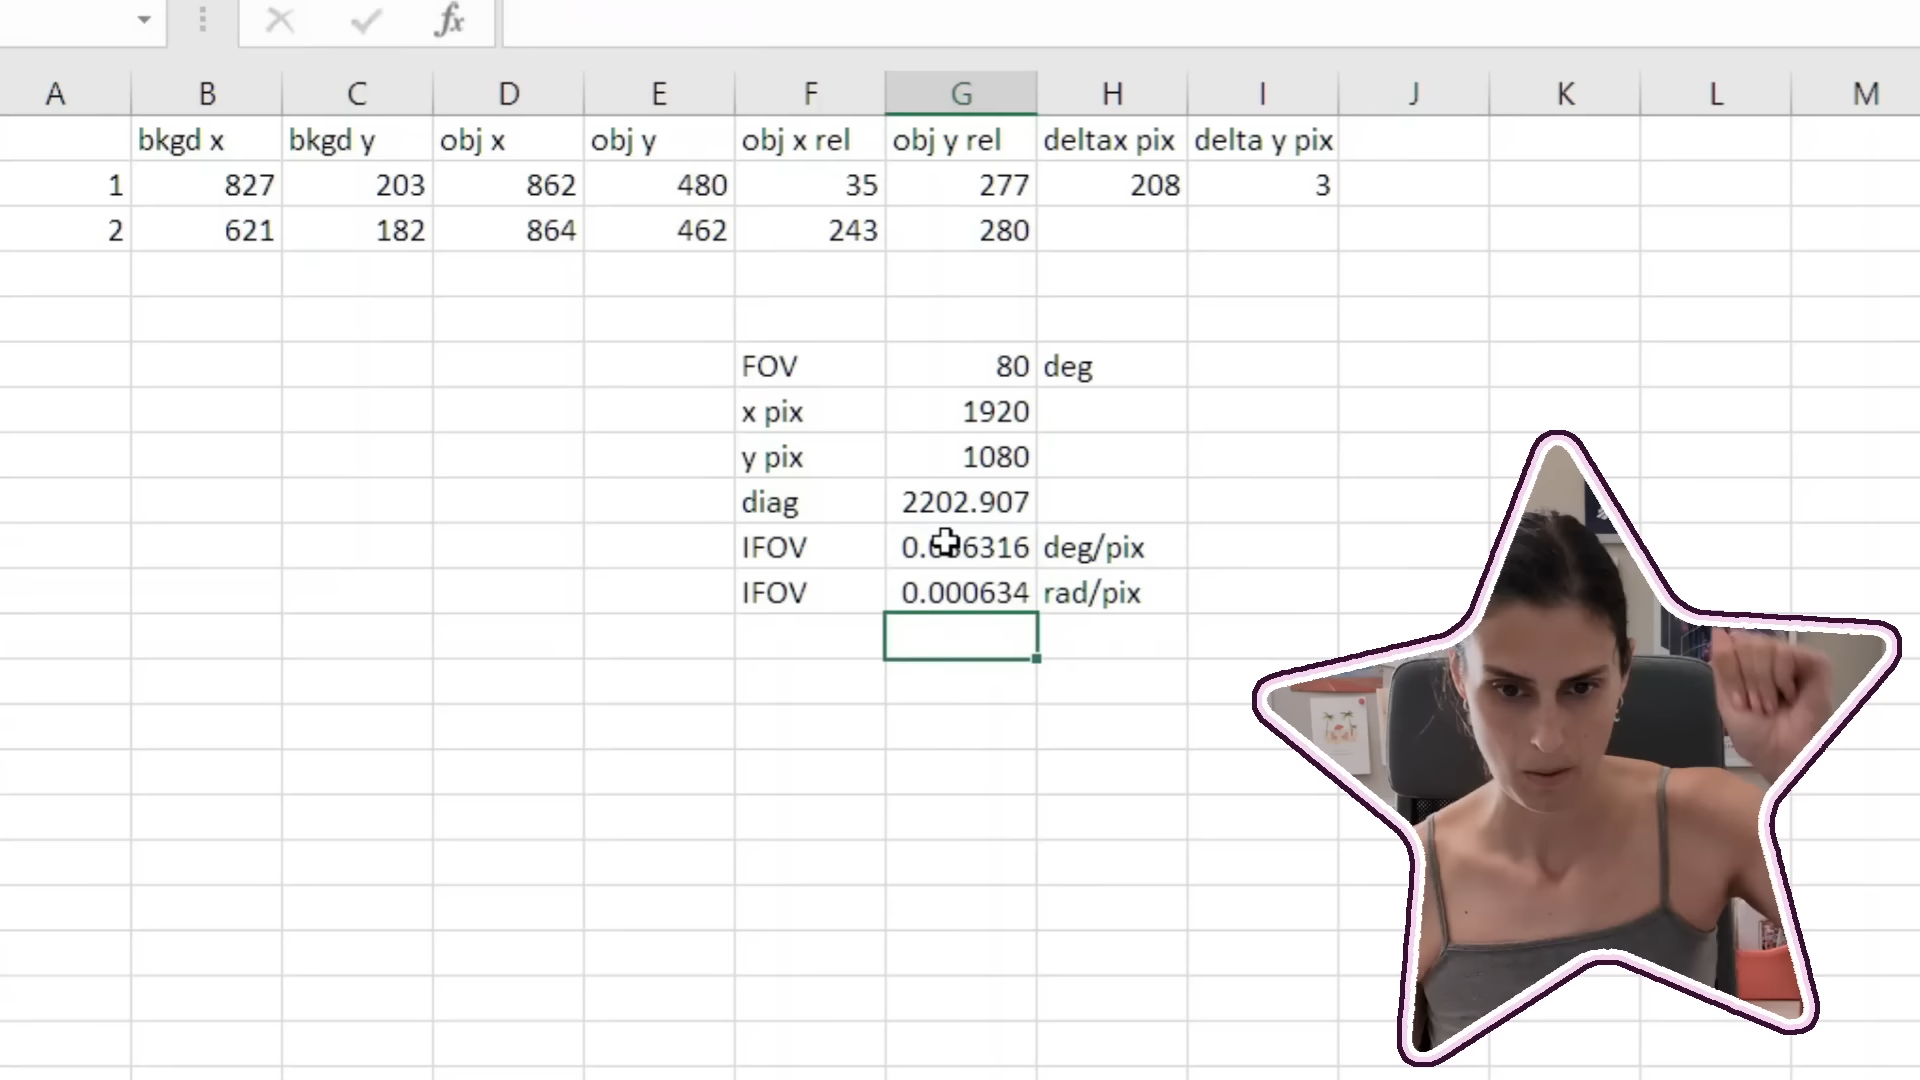 fx
A B C D E F G H I J K L M
bkgd x bkgd y obj x obj y obj x rel obj y rel deltax pix delta y pix
1 827 203 862 480 35 277 208 3
2 621 182 864 462 243 280
FOV 80 deg
x pix 1920
y pix 1080
diag 2202.907
IFOV deg/pix
IFOV 0.000634 rad/pix